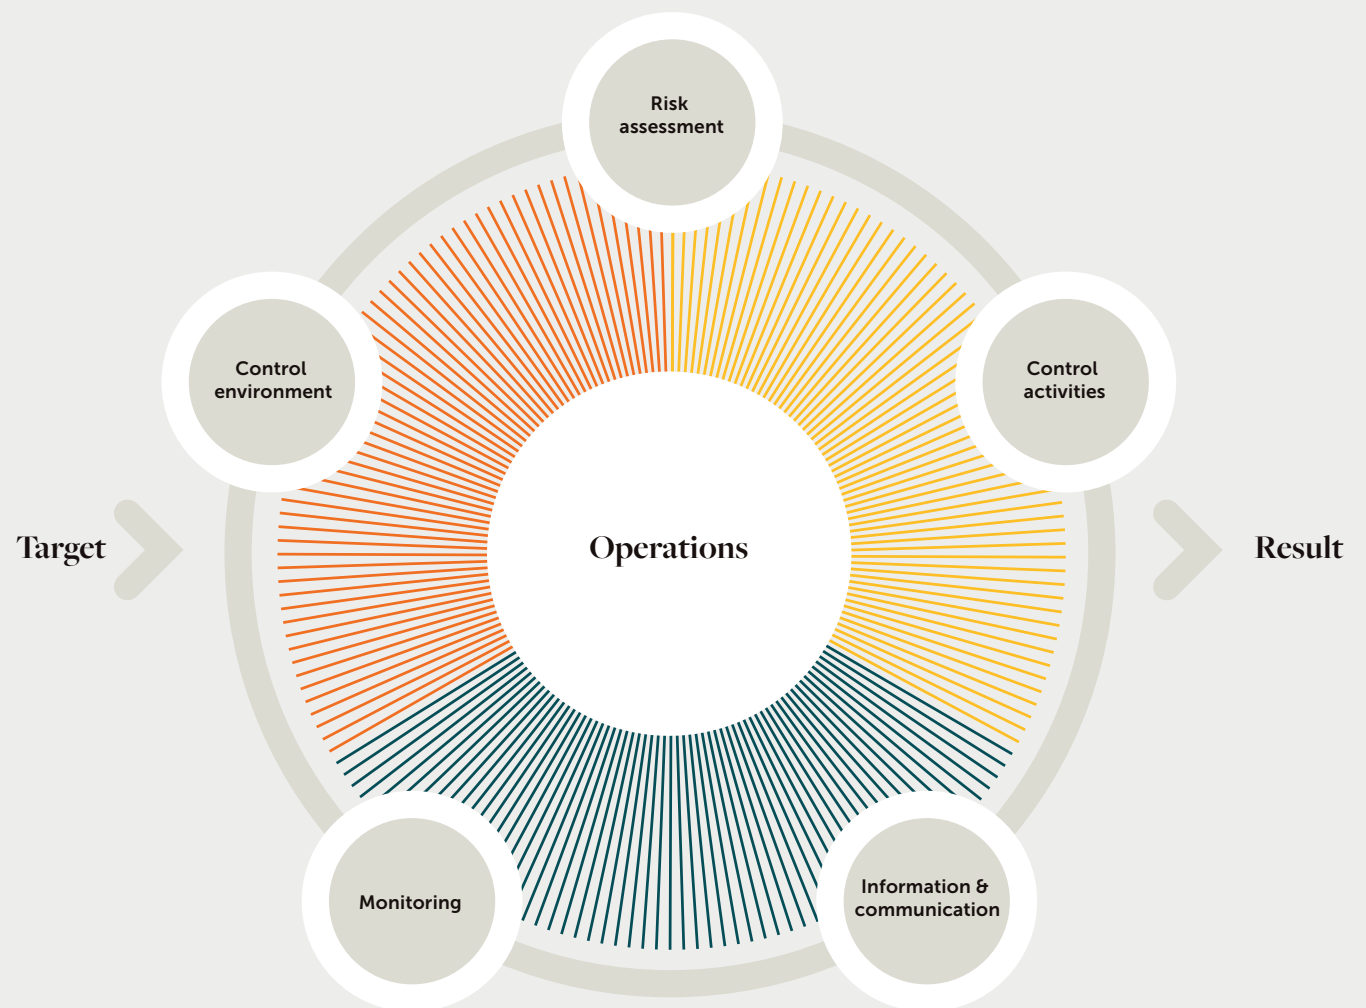 Risk
assessment
Control
environment
Control
activities
Target
Operations
Result
Monitoring
Information &
communication